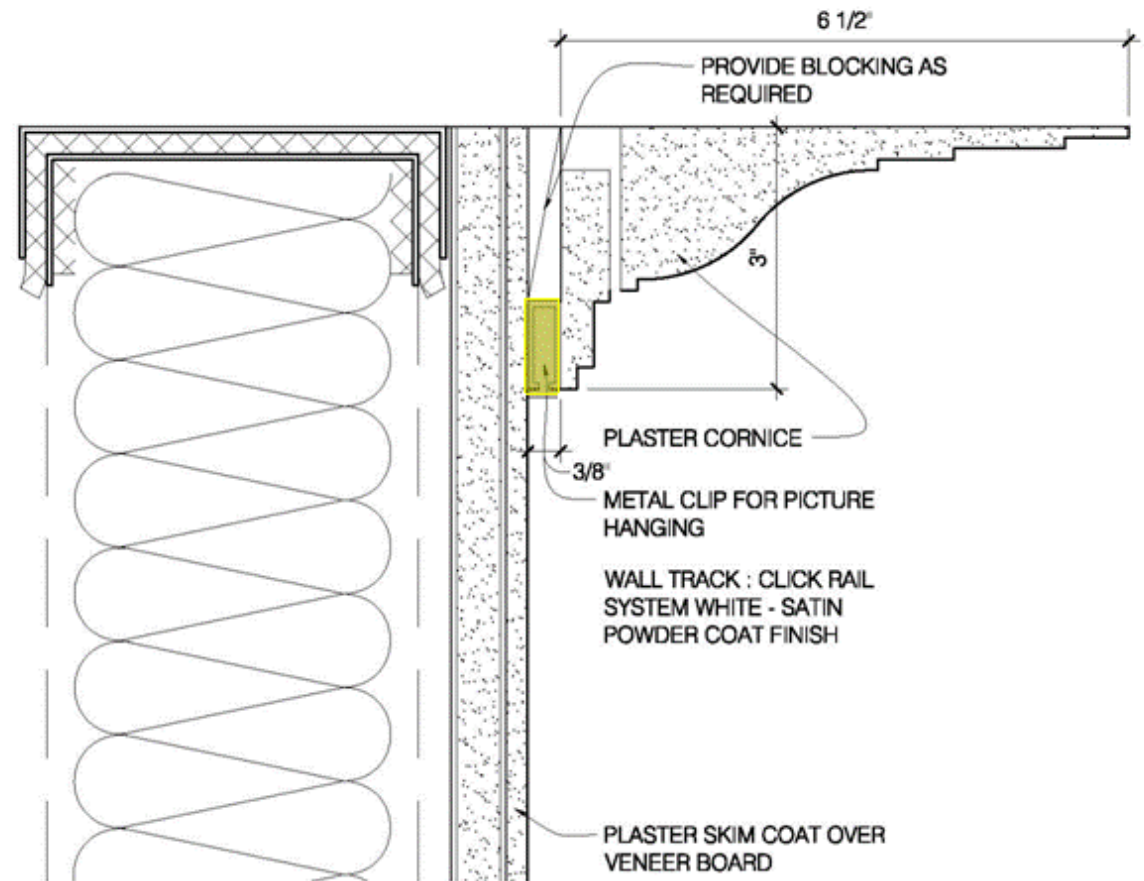 6 1/2"
PROVIDE BLOCKING AS
REQUIRED
3"
PLASTER CORNICE
3/8"
METAL CLIP FOR PICTURE
HANGING
WALL TRACK : CLICK RAIL
SYSTEM WHITE - SATIN
POWDER COAT FINISH
PLASTER SKIM COAT OVER
VENEER BOARD